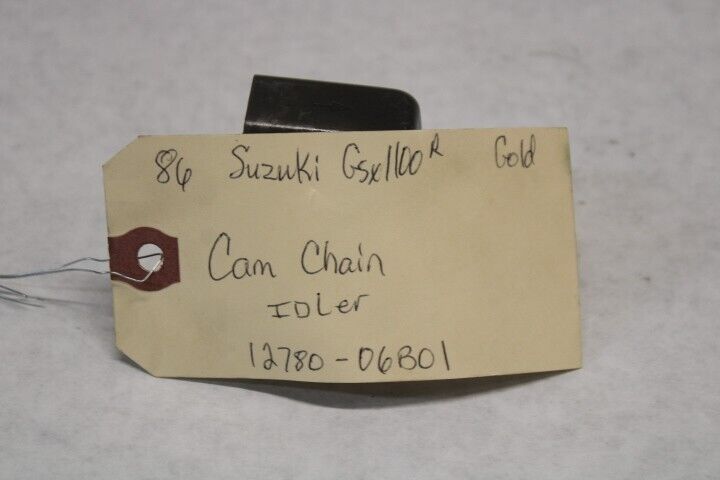 86 Suzuki Gsx1100R Gold
Cam Chain
IDLer
12780-06B01